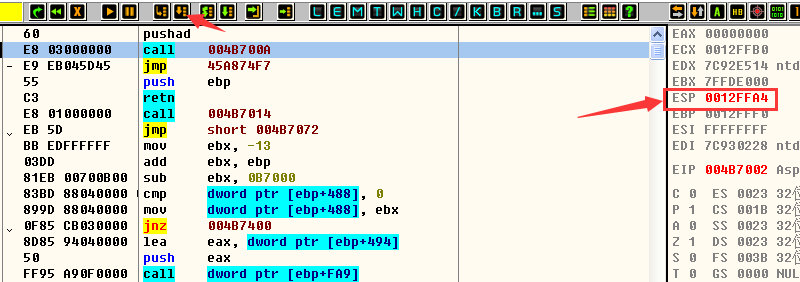 L E M T W H C / K B R ... S
60 pushad
E8 03000000 call 004B700A
- E9 EB045D45 jmp 45A874F7
55 push ebp
C3 retn
E8 01000000 call 004B7014
EB 5D jmp short 004B7072
BB EDFFFFFF mov ebx, -13
03DD add ebx, ebp
81EB 00700B00 sub ebx, 0B7000
83BD 88040000 cmp dword ptr [ebp+488], 0
899D 88040000 mov dword ptr [ebp+488], ebx
0F85 CB030000 jnz 004B7400
8D85 94040000 lea eax, dword ptr [ebp+494]
50 push eax
FF95 A90F0000 call dword ptr [ebp+FA9]
EAX 00000000
ECX 0012FFB0
EDX 7C92E514 ntd
EBX 7FFDE000
ESP 0012FFA4
EBP 0012FFF0
ESI FFFFFFFF
EDI 7C930228 ntd
EIP 004B7002 Asp
C 0 ES 0023 32
P 1 CS 001B 32
A 0 SS 0023 32
Z 1 DS 0023 32
S 0 FS 003B 32
T 0 GS 0000 NUL